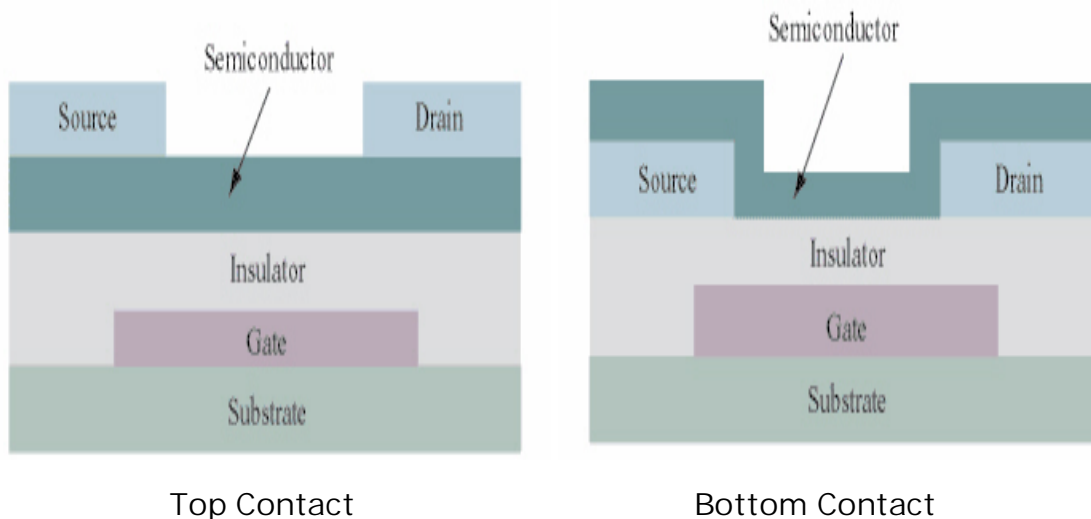 Semiconductor
Source
Drain
Insulator
Gate
Substrate
Top Contact
Semiconductor
Source
Drain
Insulator
Gate
Substrate
Bottom Contact